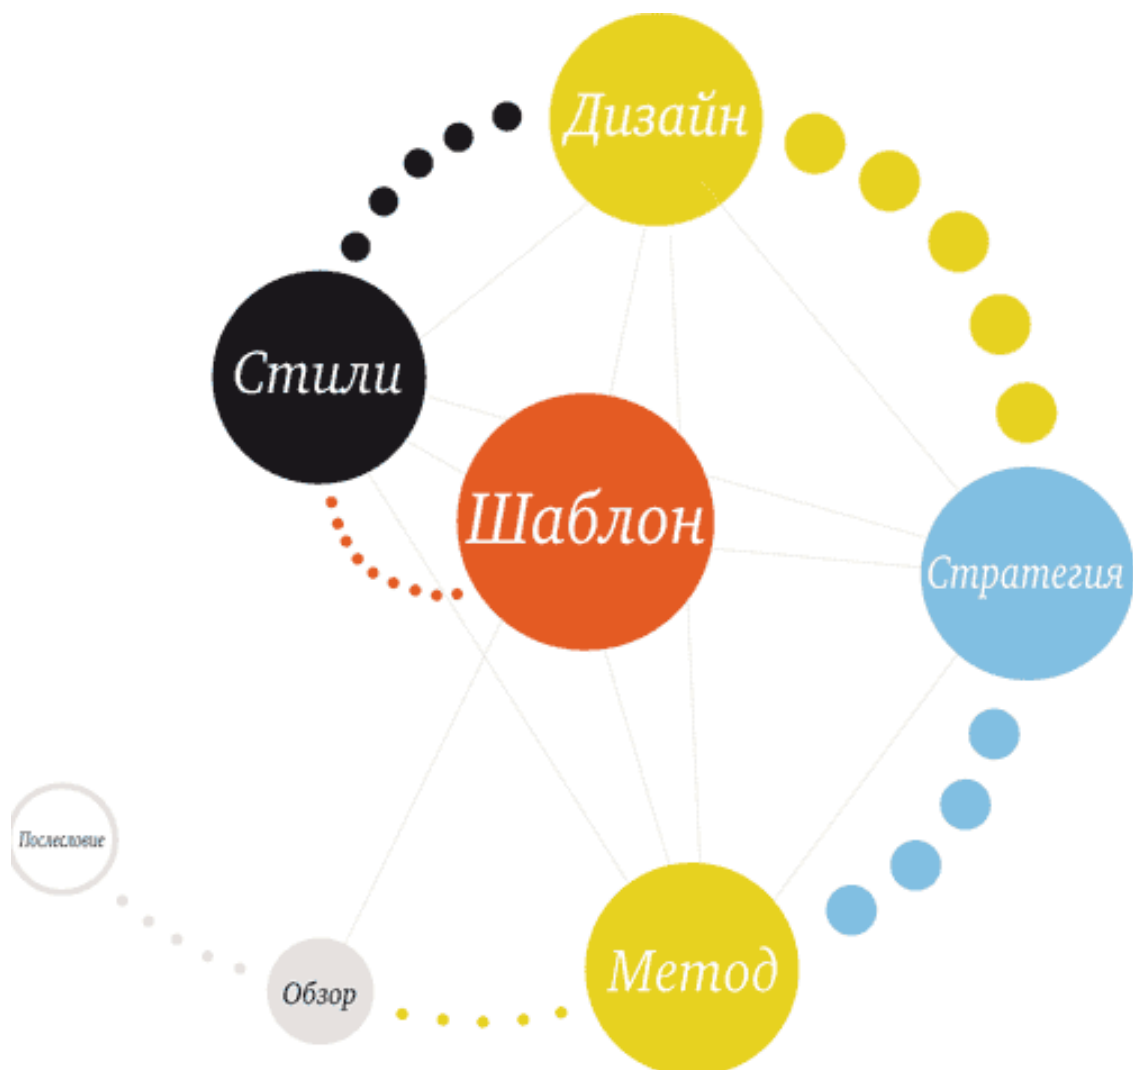 Дизайн
Стили
Шаблон
Стратегия
Послесловие
Метод
Обзор